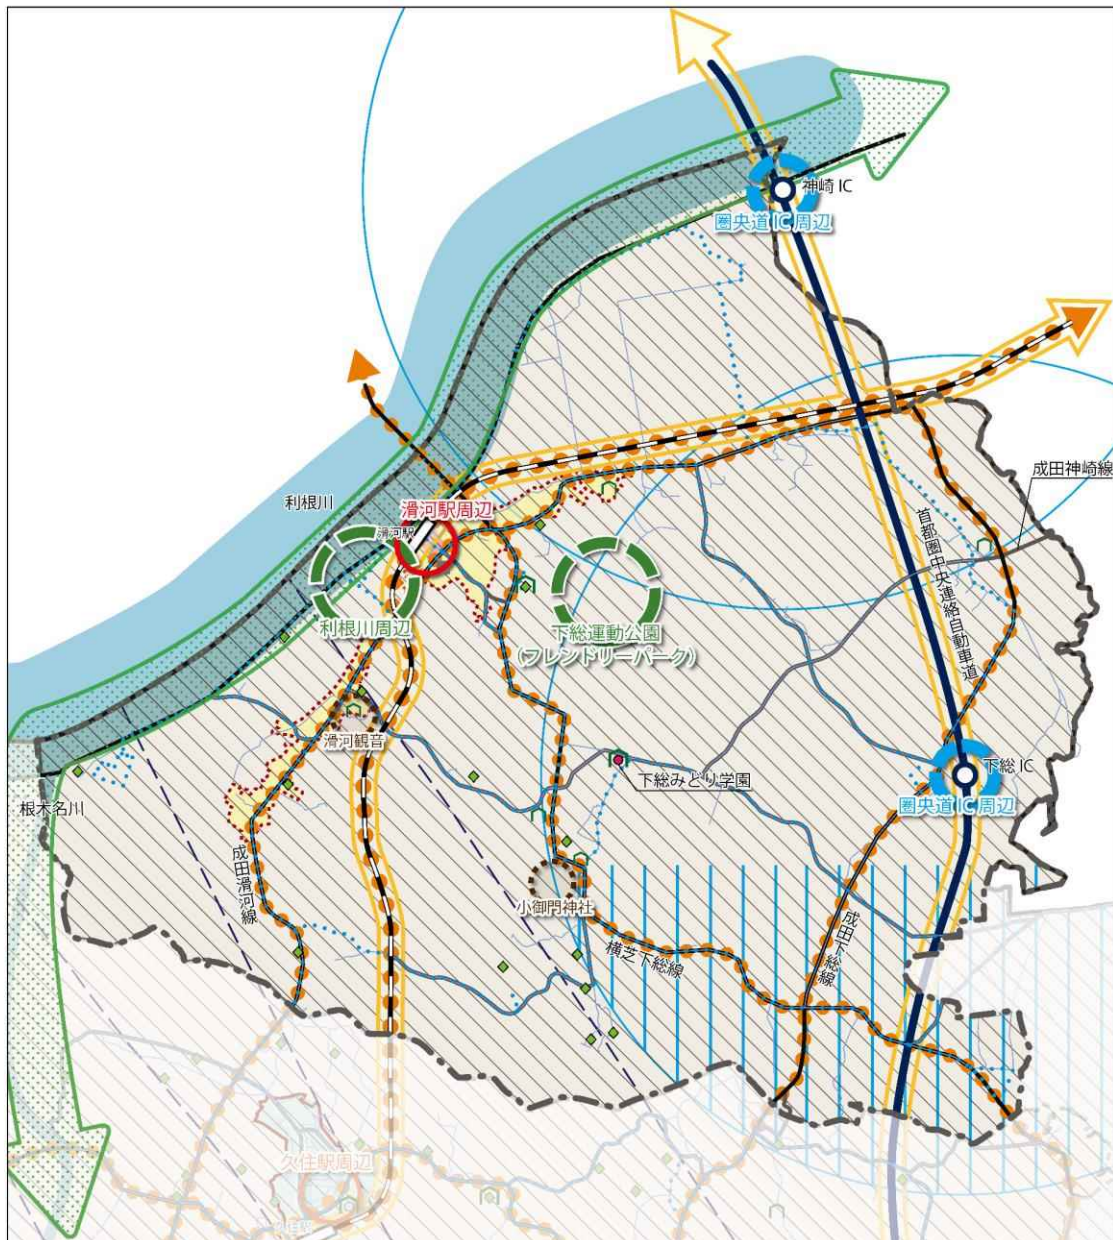 神崎 IC
圏央道 IC 周辺
成田神崎線
利根川
滑河駅周辺
滑河駅
首都圏中央連絡自動車道
利根川周辺
下総運動公園
(フレンドリーパーク)
滑河観音
下総みどり学園
下総 IC
圏央道 IC 周辺
根木名川
成田滑河線
小御門神社
横芝下総線
成田下総線
久住駅周辺
久住駅